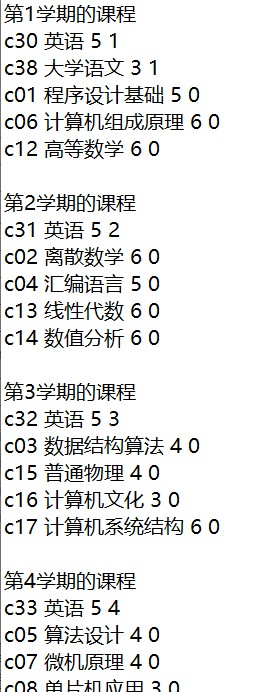 第1学期的课程
c30 英语 5 1
c38 大学语文 3 1
c01 程序设计基础 5 0
c06 计算机组成原理 6 0
c12 高等数学 6 0
第2学期的课程
c31 英语 5 2
c02 离散数学 6 0
c04 汇编语言 5 0
c13 线性代数 6 0
c14 数值分析 6 0
第3学期的课程
c32 英语 5 3
c03 数据结构算法 4 0
c15 普通物理 4 0
c16 计算机文化 3 0
c17 计算机系统结构 6 0
第4学期的课程
c33 英语 5 4
c05 算法设计 4 0
c07 微机原理 4 0
c08 单片机应用 3 0